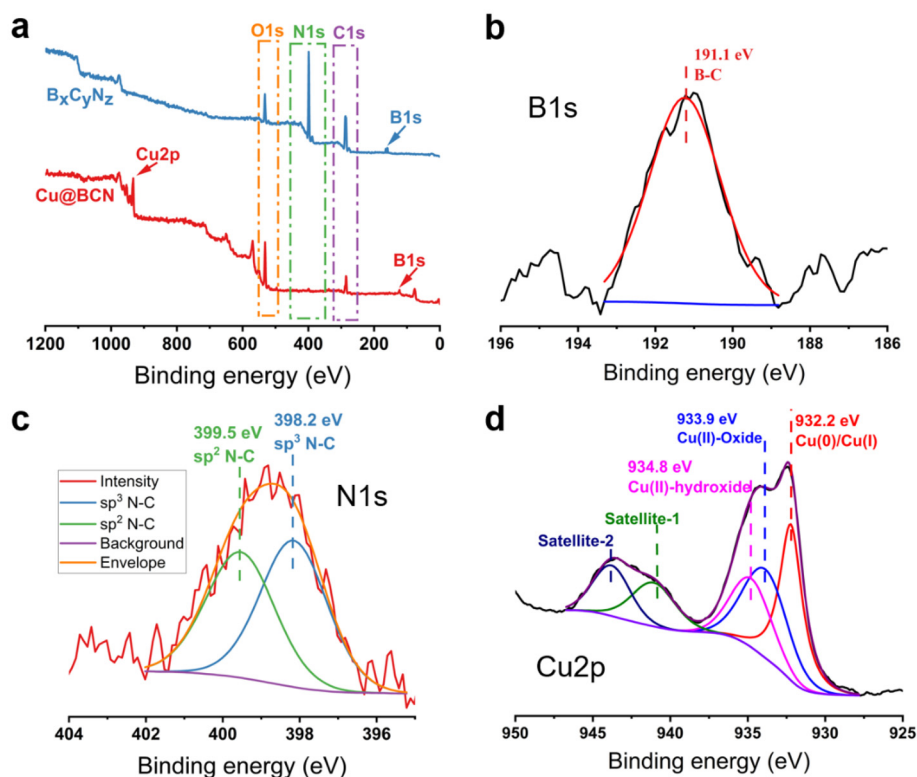 a
O1s N1s C1s
BxCyNz
B1s
Cu2p
Cu@BCN
B1s
1200 1000 800 600 400 200 0
Binding energy (eV)
b
191.1 eV
B-C
B1s
196 194 192 190 188 186
Binding energy (eV)
c
399.5 eV
sp² N-C
398.2 eV
sp³ N-C
Intensity
sp³ N-C
sp² N-C
Background
Envelope
N1s
404 402 400 398 396
Binding energy (eV)
d
933.9 eV
Cu(II)-Oxide
932.2 eV
Cu(0)/Cu(I)
934.8 eV
Cu(II)-hydroxide
Satellite-1
Satellite-2
Cu2p
950 945 940 935 930 925
Binding energy (eV)